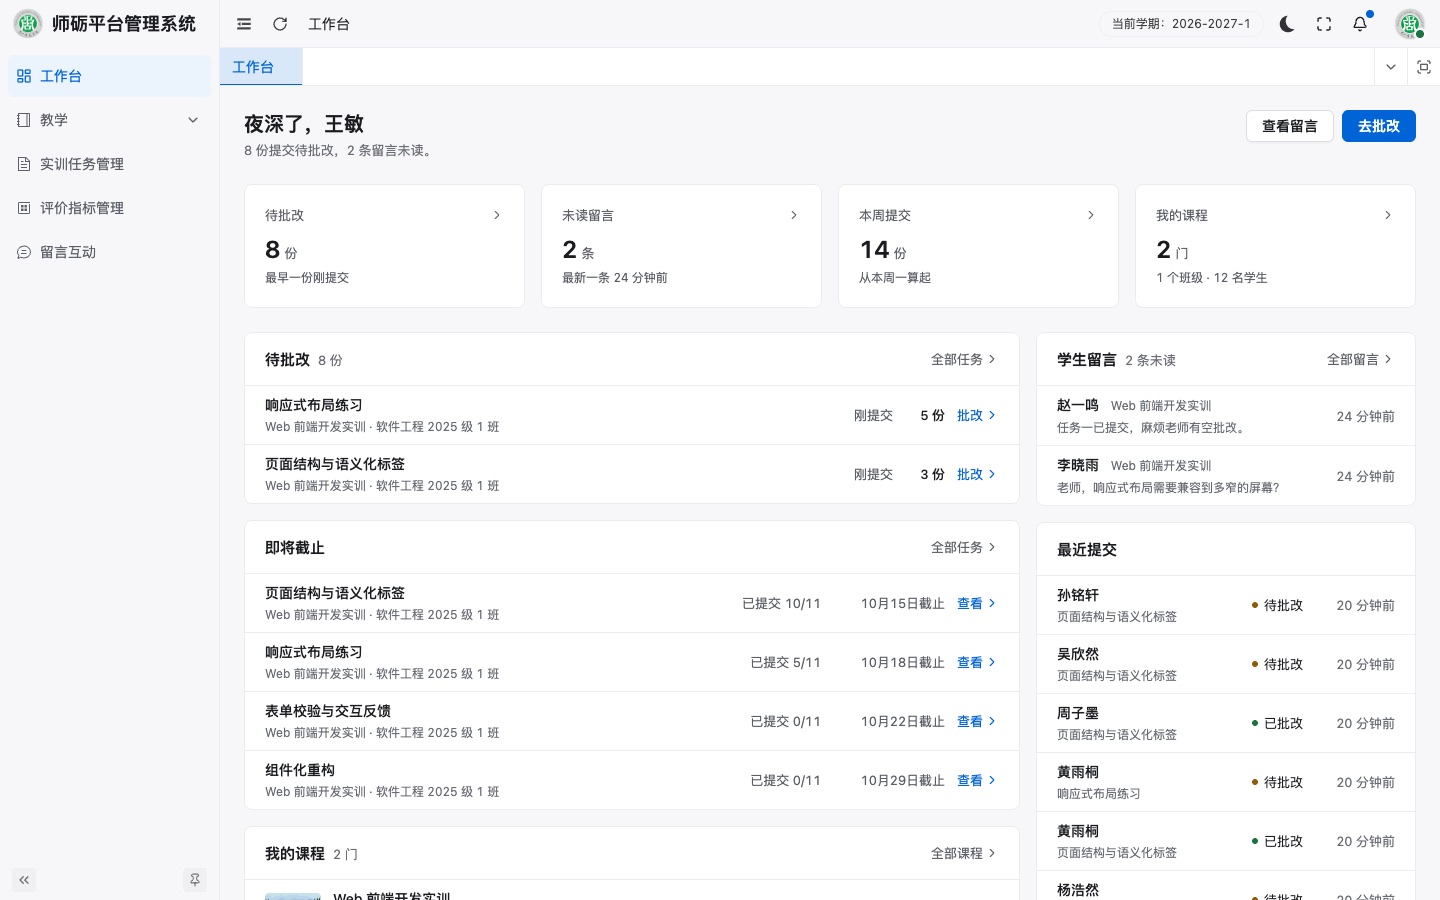 师砺平台管理系统
工作台
当前学期：2026-2027-1
工作台
教学
实训任务管理
评价指标管理
留言互动
工作台
夜深了，王敏
8 份提交待批改，2 条留言未读。
查看留言
去批改
待批改
8 份
最早一份刚提交
未读留言
2 条
最新一条 24 分钟前
本周提交
14 份
从本周一算起
我的课程
2 门
1 个班级 · 12 名学生
待批改 8 份
全部任务
响应式布局练习
Web 前端开发实训 · 软件工程 2025 级 1 班
刚提交 5 份 批改
页面结构与语义化标签
Web 前端开发实训 · 软件工程 2025 级 1 班
刚提交 3 份 批改
即将截止
全部任务
页面结构与语义化标签
Web 前端开发实训 · 软件工程 2025 级 1 班
已提交 10/11 10月15日截止 查看
响应式布局练习
Web 前端开发实训 · 软件工程 2025 级 1 班
已提交 5/11 10月18日截止 查看
表单校验与交互反馈
Web 前端开发实训 · 软件工程 2025 级 1 班
已提交 0/11 10月22日截止 查看
组件化重构
Web 前端开发实训 · 软件工程 2025 级 1 班
已提交 0/11 10月29日截止 查看
我的课程 2 门
全部课程
Web 前端开发实训
学生留言 2 条未读
全部留言
赵一鸣 Web 前端开发实训
任务一已提交，麻烦老师有空批改。
24 分钟前
李晓雨 Web 前端开发实训
老师，响应式布局需要兼容到多窄的屏幕？
24 分钟前
最近提交
孙铭轩
页面结构与语义化标签
待批改 20 分钟前
吴欣然
页面结构与语义化标签
待批改 20 分钟前
周子墨
页面结构与语义化标签
已批改 20 分钟前
黄雨桐
响应式布局练习
待批改 20 分钟前
黄雨桐
页面结构与语义化标签
已批改 20 分钟前
杨浩然
待批改 20 分钟前